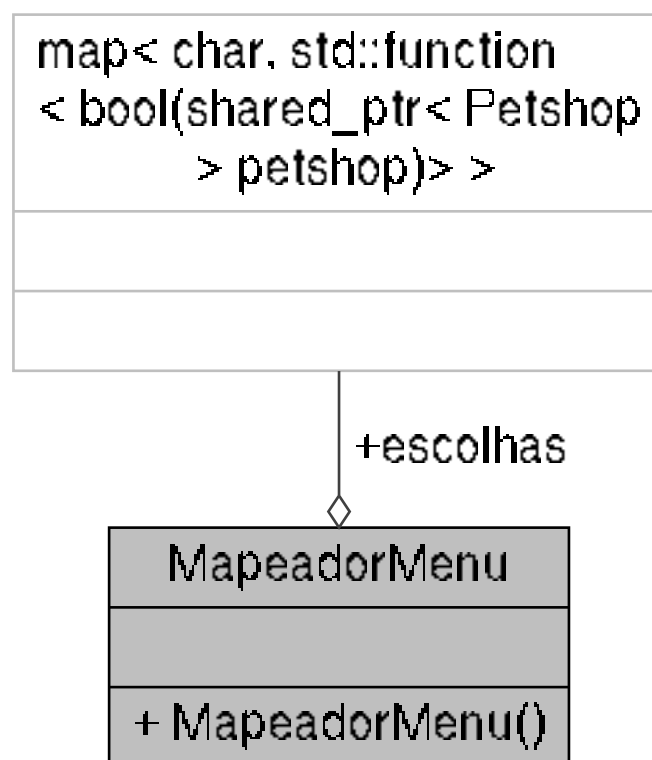 map< char, std::function
< bool(shared_ptr< Petshop
> petshop)> >
+escolhas
MapeadorMenu
+ MapeadorMenu()